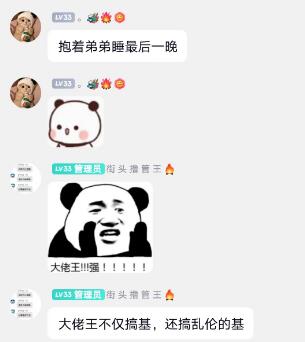 LV33 。
抱着弟弟睡最后一晚
LV33 。
LV33 管理员 街头撸管王
大佬王!!!强!!!!!
LV33 管理员 街头撸管王
大佬王不仅搞基，还搞乱伦的基